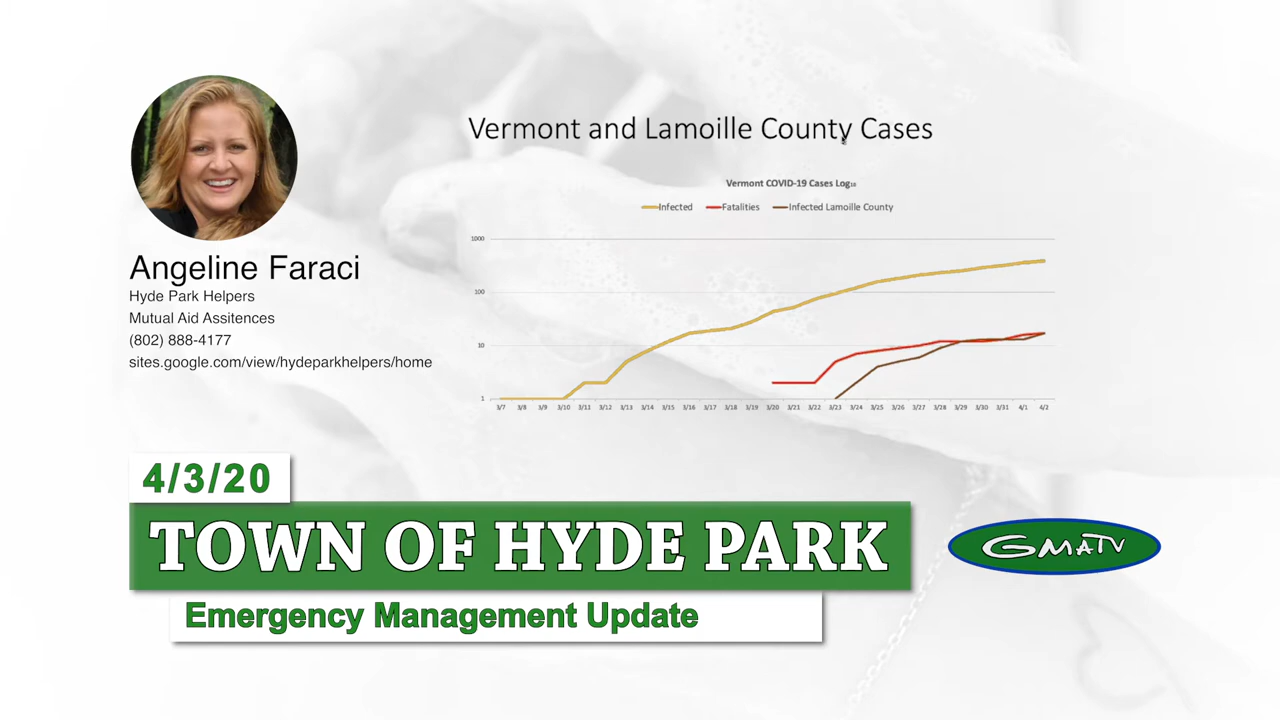 Angeline Faraci
Hyde Park Helpers
Mutual Aid Assitences
(802) 888-4177
sites.google.com/view/hydeparkhelpers/home
Vermont and Lamoille County Cases
Vermont COVID-19 Cases Log₁₀
Infected Fatalities Infected Lamoille County
1000
100
10
1
3/7 3/8 3/9 3/10 3/11 3/12 3/13 3/14 3/15 3/16 3/17 3/18 3/19 3/20 3/21 3/22 3/23 3/24 3/25 3/26 3/27 3/28 3/29 3/30 3/31 4/1 4/2
4/3/20
TOWN OF HYDE PARK
GMATV
Emergency Management Update